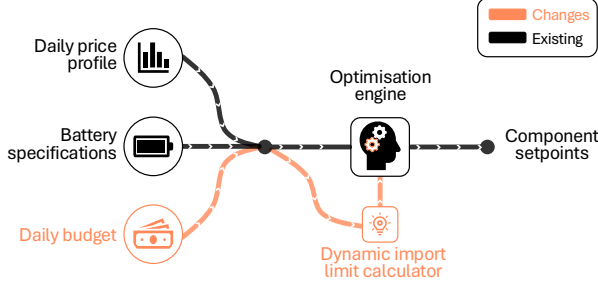 Changes
Existing
Daily price
profile
Optimisation
engine
Battery
specifications
Component
setpoints
Daily budget
Dynamic import
limit calculator